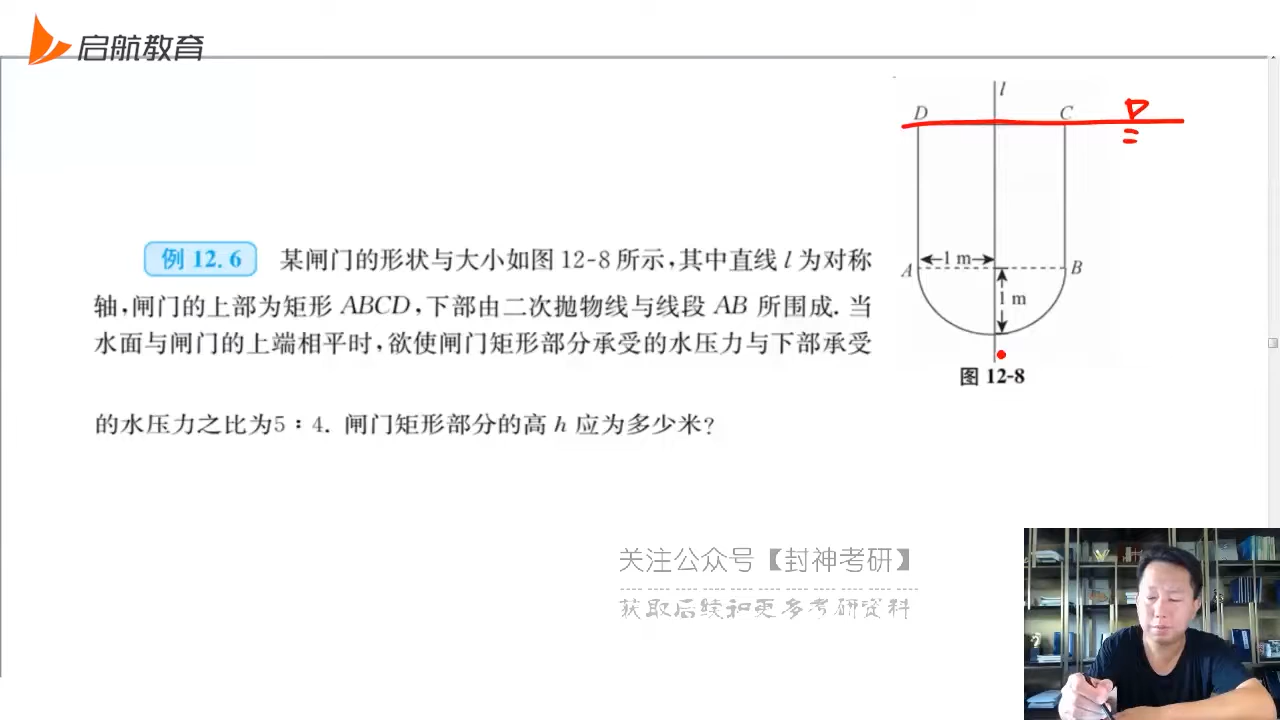 启航教育
l
D
C
例 12.6 某闸门的形状与大小如图 12-8 所示,其中直线 l 为对称
轴,闸门的上部为矩形 ABCD,下部由二次抛物线与线段 AB 所围成. 当
水面与闸门的上端相平时,欲使闸门矩形部分承受的水压力与下部承受
的水压力之比为5∶4. 闸门矩形部分的高 h 应为多少米?
1 m
A
B
1 m
图 12-8
关注公众号【封神考研】
获取后续和更多考研资料